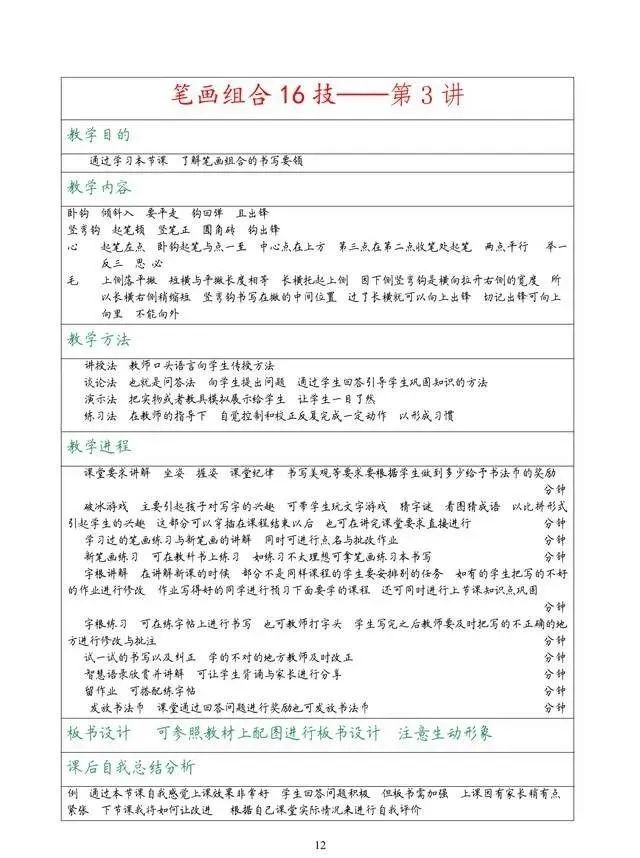 笔画组合16技——第3讲
教学目的
通过学习本节课 了解笔画组合的书写要领
教学内容
卧钩 倾斜入 要平走 钩回弹 且出锋
竖弯钩 起笔顿 竖笔正 圆角转 钩出锋
心 起笔左点 卧钩起笔与点一至 中心点在上方 第三点在第二点收笔处起笔 两点平行 举一
反三 思 必
毛 上侧落平撇 短横与平撇长度相等 长横托起上侧 因下侧竖弯钩是横向拉开右侧的宽度 所
以长横右侧稍缩短 竖弯钩书写在撇的中间位置 过了长横就可以向上出锋 切记出锋可向上
向里 不能向外
教学方法
讲授法 教师口头语言向学生传授方法
谈论法 也就是问答法 向学生提出问题 通过学生回答引导学生巩固知识的方法
演示法 把实物或者教具模拟展示给学生 让学生一目了然
练习法 在教师的指导下 自觉控制和校正反复完成一定动作 以形成习惯
教学进程
课堂要求讲解 坐姿 握姿 课堂纪律 书写美观等要求要根据学生做到多少给予书法币的奖励
分钟
破冰游戏 主要引起孩子对写字的兴趣 可带学生玩文字游戏 猜字谜 看图猜成语 以比拼形式
引起学生的兴趣 这部分可以穿插在课程结束以后 也可在讲完课堂要求直接进行 分钟
学习过的笔画练习与新笔画的讲解 同时可进行点名与批改作业 分钟
新笔画练习 可在教科书上练习 如练习不太理想可拿笔画练习本书写 分钟
字根讲解 在讲解新课的时候 部分不是同样课程的学生要安排别的任务 如有的学生把写的不好
的作业进行修改 作业写得好的同学进行预习下面要学的课程 还可同时进行上节课知识点巩固
分钟
字根练习 可在练字帖上进行书写 也可教师打字头 学生写完之后教师要及时把写的不正确的地
方进行修改与批注 分钟
试一试的书写以及纠正 学的不对的地方教师及时改正 分钟
智慧语录欣赏并讲解 可让学生背诵与家长进行分享 分钟
留作业 可搭配练字帖 分钟
发放书法币 课堂通过回答问题进行奖励也可发放书法币 分钟
板书设计 可参照教材上配图进行板书设计 注意生动形象
课后自我总结分析
例 通过本节课自我感觉上课效果非常好 学生回答问题积极 但板书需加强 上课因有家长稍有点
紧张 下节课我将如何让改进 根据自己课堂实际情况来进行自我评价
12